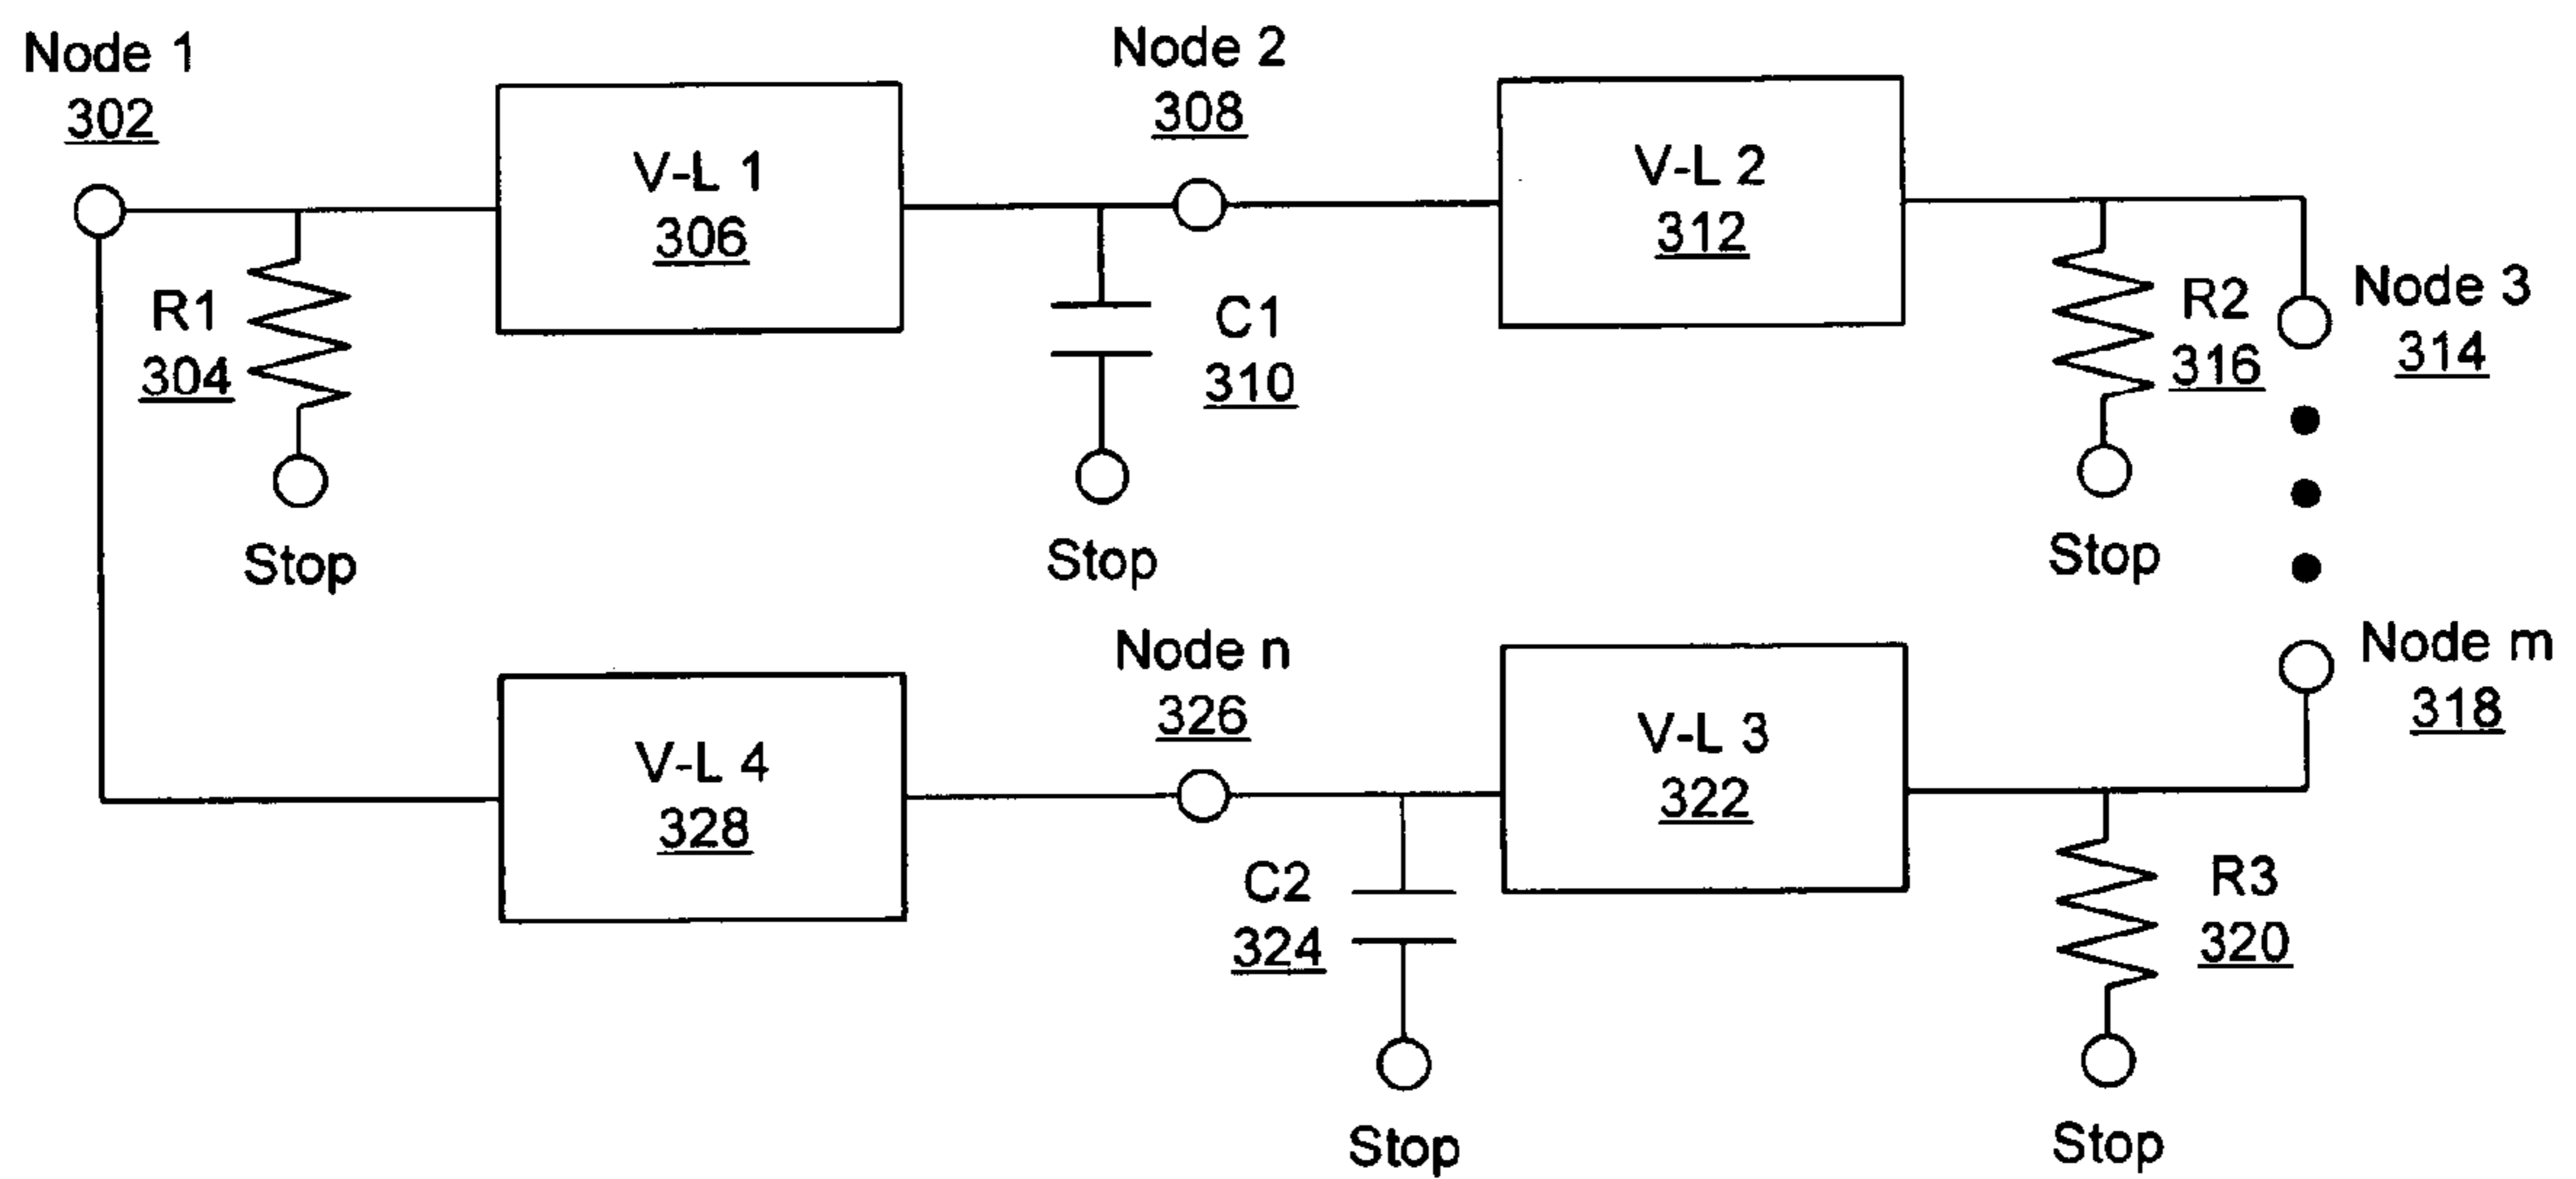 Node 1
302
V-L 1
306
Node 2
308
V-L 2
312
R1
304
C1
310
R2
316
Node 3
314
Stop
Stop
Stop
Node n
326
Node m
318
V-L 4
328
V-L 3
322
C2
324
R3
320
Stop
Stop